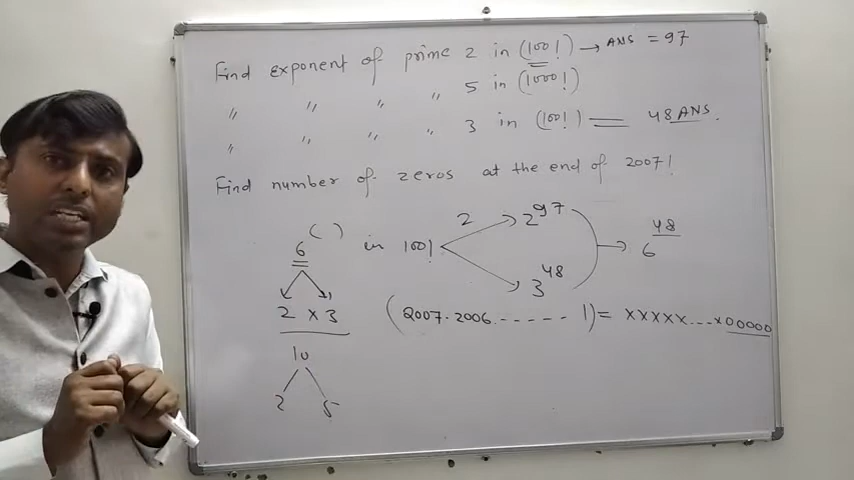 Find exponent of prime 2 in (100!) → ANS = 97
" " " " 5 in (1000!)
" " " " 3 in (100!) = 48 ANS.
Find number of zeros at the end of 2007!
6^( ) in 100! 2 2^97 3^48 6^48
2 x 3
(2007.2006.------ 1) = xxxxx...x00000
10
2 5